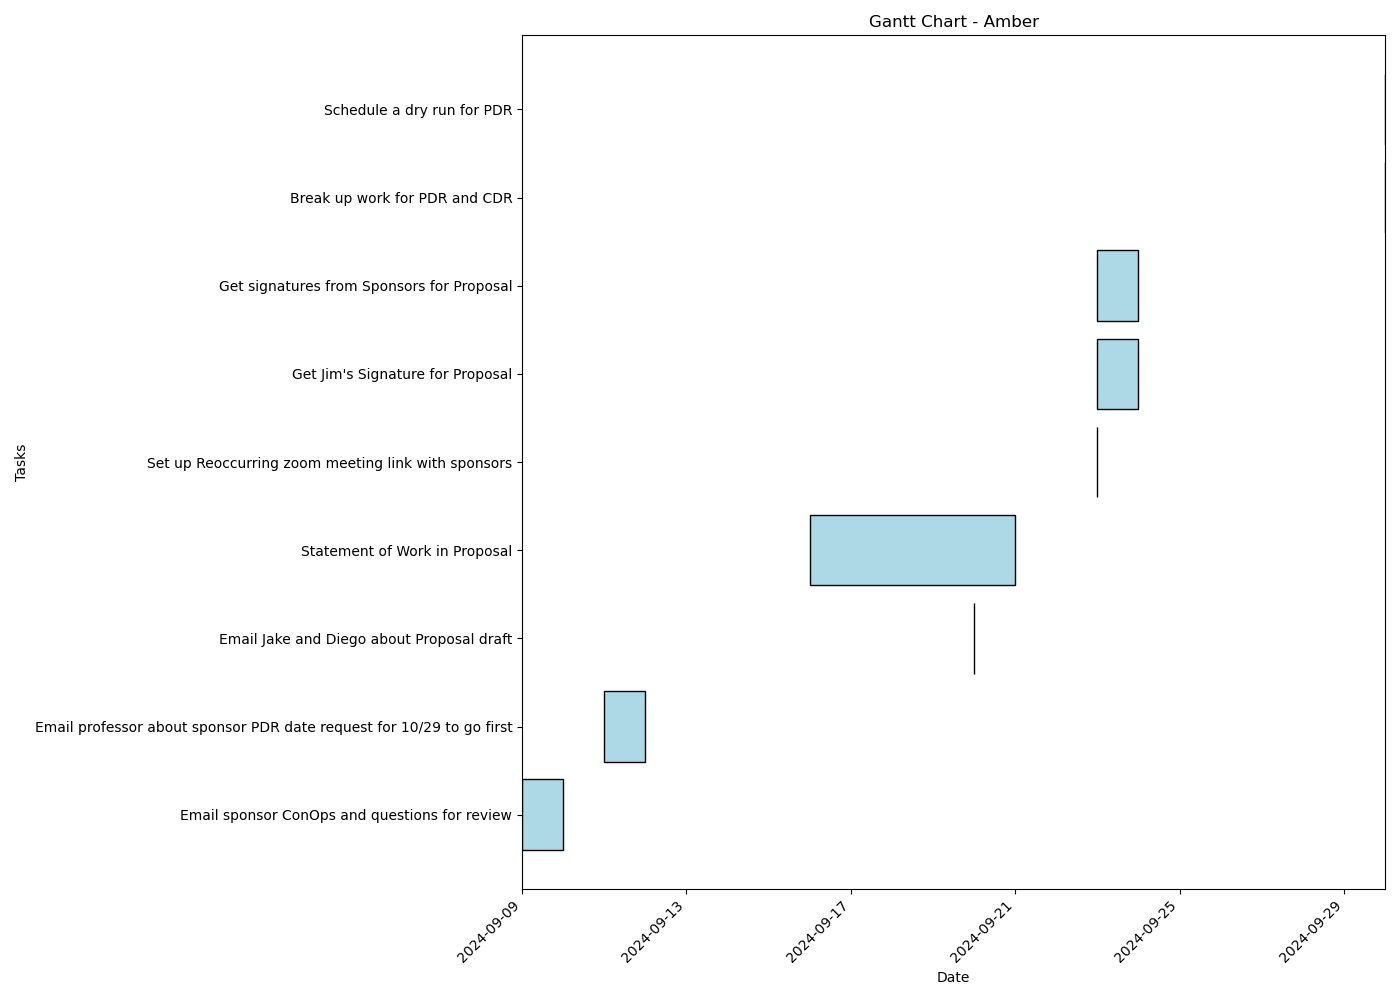 Gantt Chart - Amber
Schedule a dry run for PDR
Break up work for PDR and CDR
Get signatures from Sponsors for Proposal
Get Jim's Signature for Proposal
Set up Reoccurring zoom meeting link with sponsors
Statement of Work in Proposal
Email Jake and Diego about Proposal draft
Email professor about sponsor PDR date request for 10/29 to go first
Email sponsor ConOps and questions for review
Tasks
2024-09-09
2024-09-13
2024-09-17
2024-09-21
2024-09-25
2024-09-29
Date